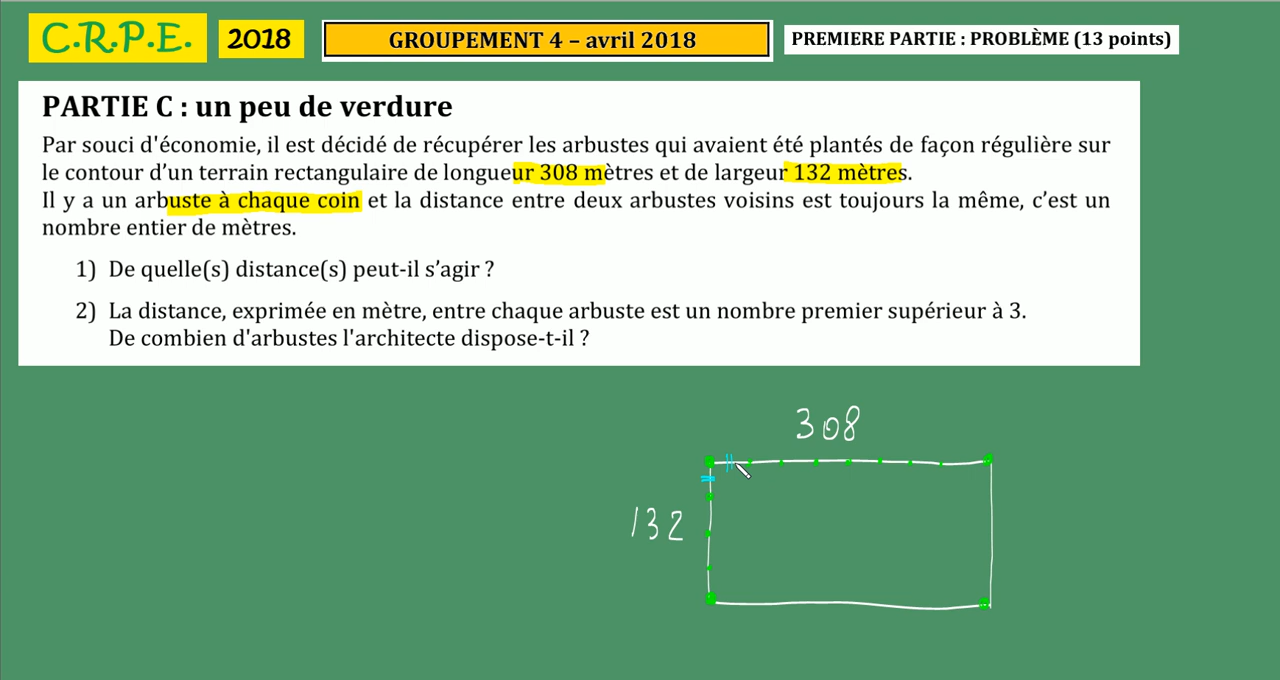 C.R.P.E.
2018
GROUPEMENT 4 – avril 2018
PREMIERE PARTIE : PROBLÈME (13 points)
PARTIE C : un peu de verdure
Par souci d'économie, il est décidé de récupérer les arbustes qui avaient été plantés de façon régulière sur
le contour d’un terrain rectangulaire de longueur 308 mètres et de largeur 132 mètres.
Il y a un arbuste à chaque coin et la distance entre deux arbustes voisins est toujours la même, c’est un
nombre entier de mètres.
1) De quelle(s) distance(s) peut-il s’agir ?
2) La distance, exprimée en mètre, entre chaque arbuste est un nombre premier supérieur à 3.
De combien d'arbustes l'architecte dispose-t-il ?
308
132